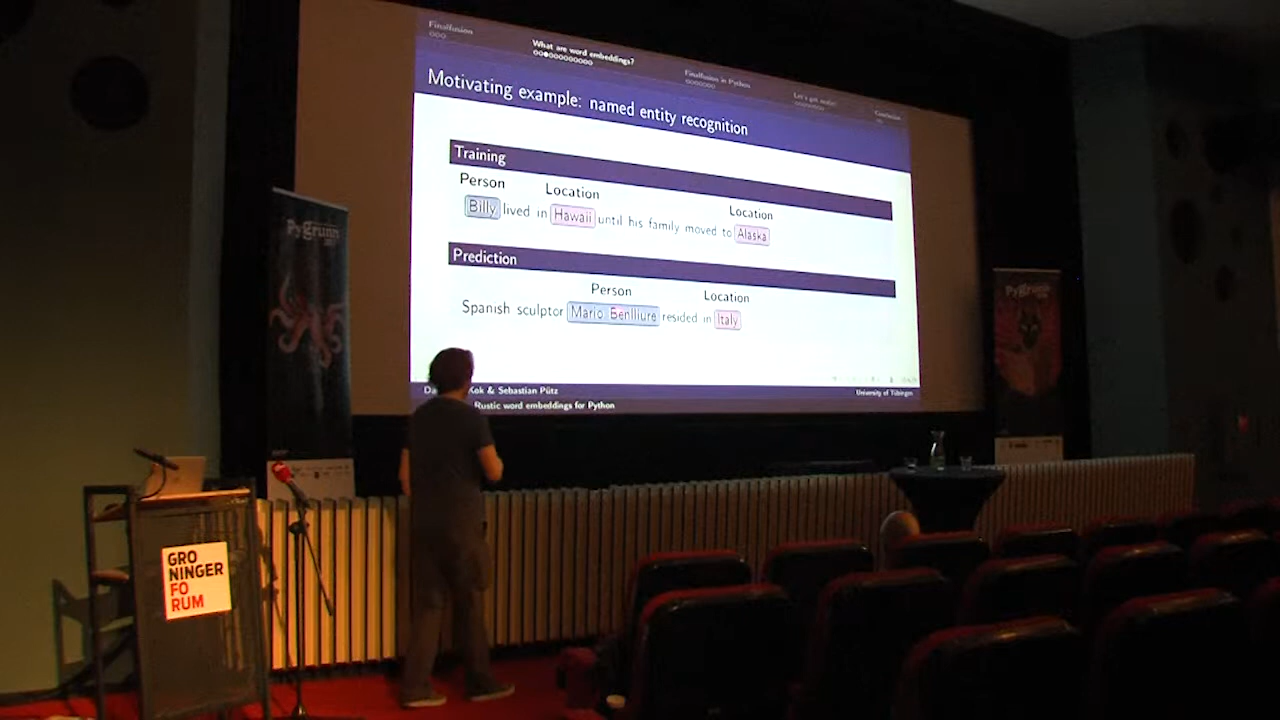 Finalfusion
What are word embeddings?
Finalfusion in Python
Let's get rustic!
Conclusion
Motivating example: named entity recognition
Training
Person Location Location
Billy lived in Hawaii until his family moved to Alaska
Prediction
Person Location
Spanish sculptor Mario Benlliure resided in Italy
Kok & Sebastian Pütz
University of Tübingen
Rustic word embeddings for Python
PyGrunn
PyGrunn
GRO
NINGER
FO
RUM